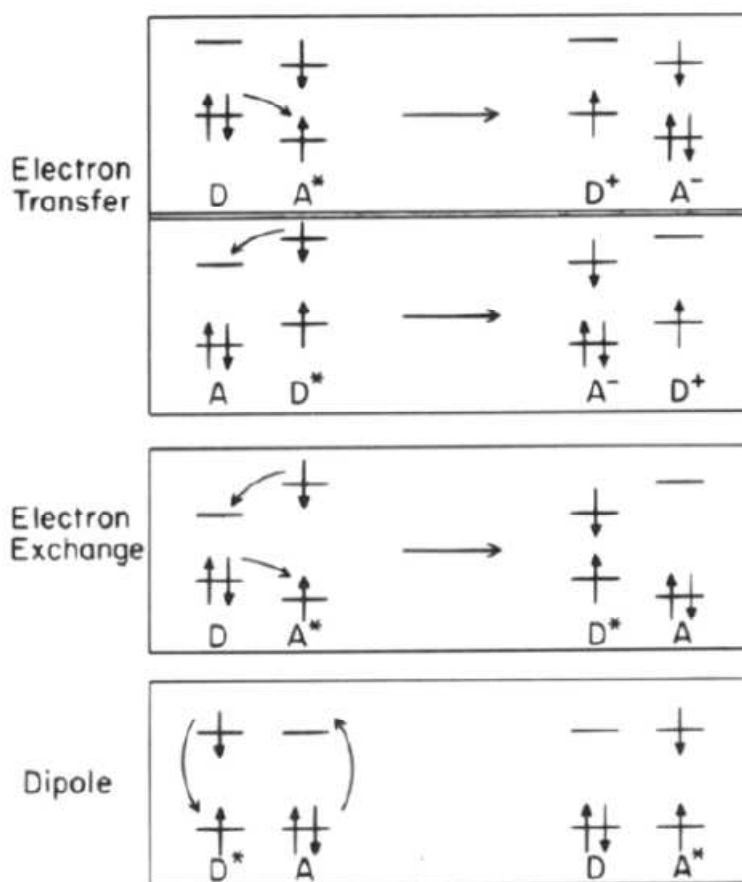 Electron
Transfer
D A* D⁺ A⁻
A D* A⁻ D⁺
Electron
Exchange
D A* D* A
Dipole
D* A D A*